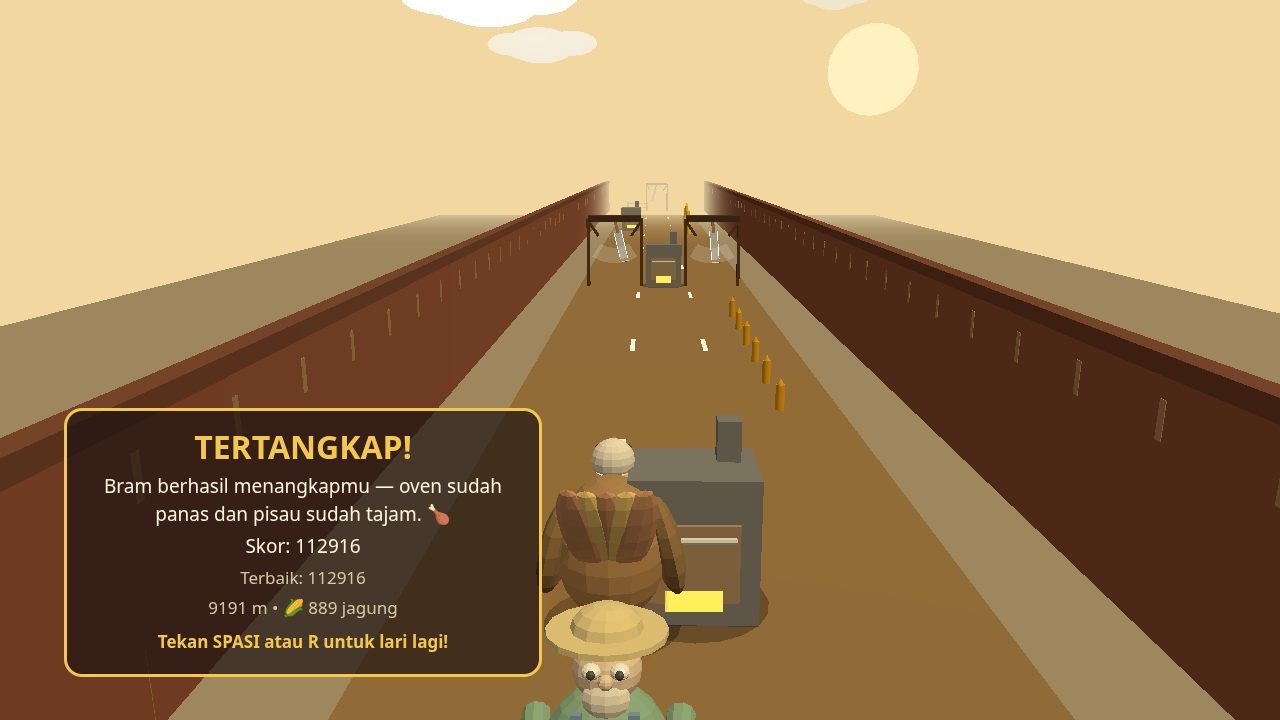 TERTANGKAP!
Bram berhasil menangkapmu — oven sudah
panas dan pisau sudah tajam. 🍗
Skor: 112916
Terbaik: 112916
9191 m • 🌽 889 jagung
Tekan SPASI atau R untuk lari lagi!